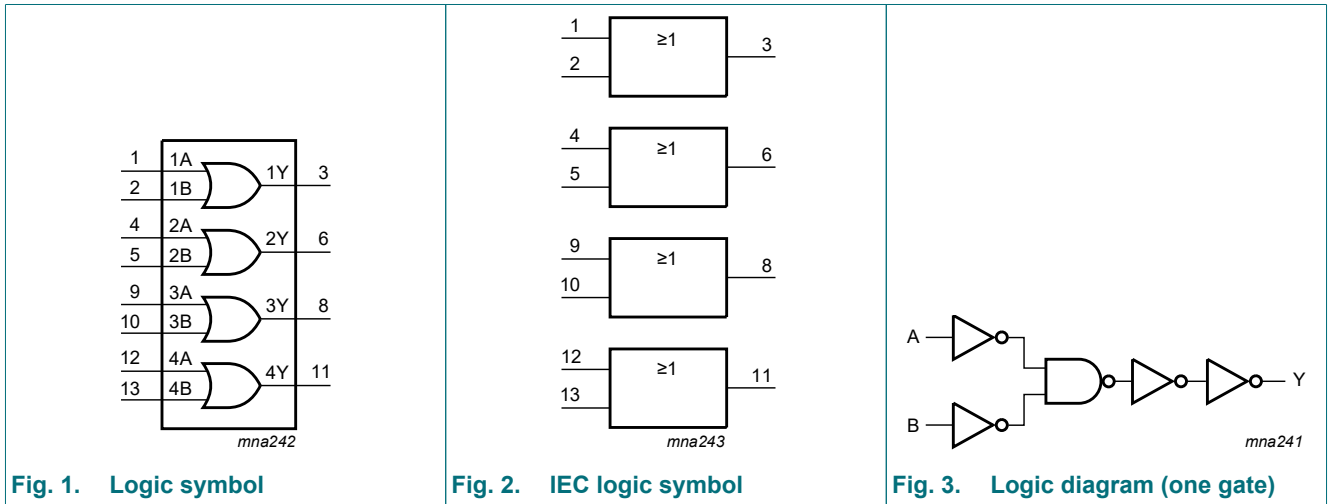 1 1A 1Y 3
2 1B
4 2A 2Y 6
5 2B
9 3A 3Y 8
10 3B
12 4A 4Y 11
13 4B
mna242
Fig. 1. Logic symbol
1 ≥1 3
2
4 ≥1 6
5
9 ≥1 8
10
12 ≥1 11
13
mna243
Fig. 2. IEC logic symbol
A
Y
B
mna241
Fig. 3. Logic diagram (one gate)